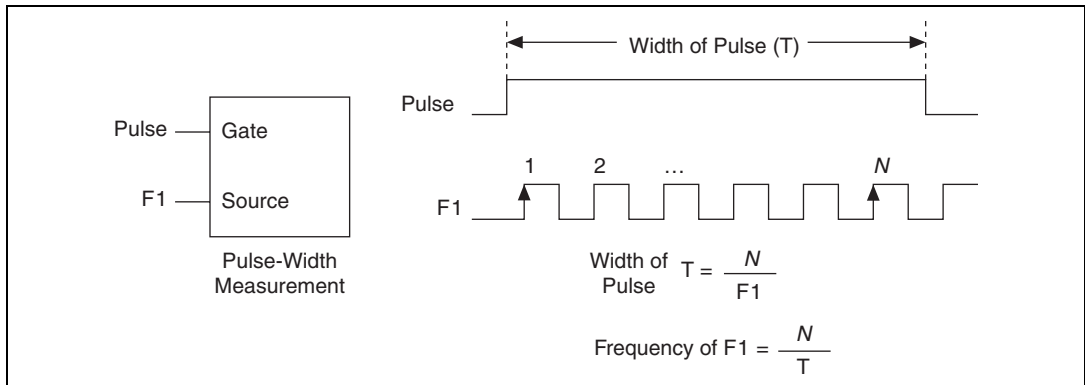 Width of Pulse (T)
Pulse
Pulse
Gate
1 2 ... N
F1
Source
F1
Pulse-Width
Measurement
Width of
Pulse
T = N / F1
Frequency of F1 = N / T